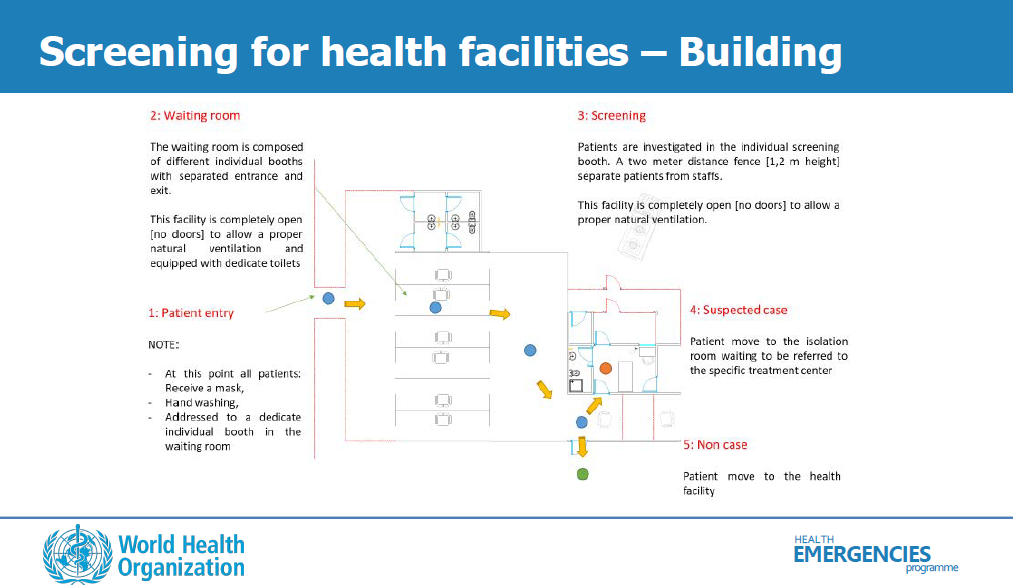 Screening for health facilities – Building
2: Waiting room
The waiting room is composed
of different individual booths
with separated entrance and
exit.
This facility is completely open
[no doors] to allow a proper
natural ventilation and
equipped with dedicate toilets
1: Patient entry
NOTE:
- At this point all patients:
Receive a mask,
- Hand washing,
- Addressed to a dedicate
individual booth in the
waiting room
3: Screening
Patients are investigated in the individual screening
booth. A two meter distance fence [1,2 m height]
separate patients from staffs.
This facility is completely open [no doors] to allow a
proper natural ventilation.
4: Suspected case
Patient move to the isolation
room waiting to be referred to
the specific treatment center
5: Non case
Patient move to the health
facility
World Health
Organization
HEALTH
EMERGENCIES
programme